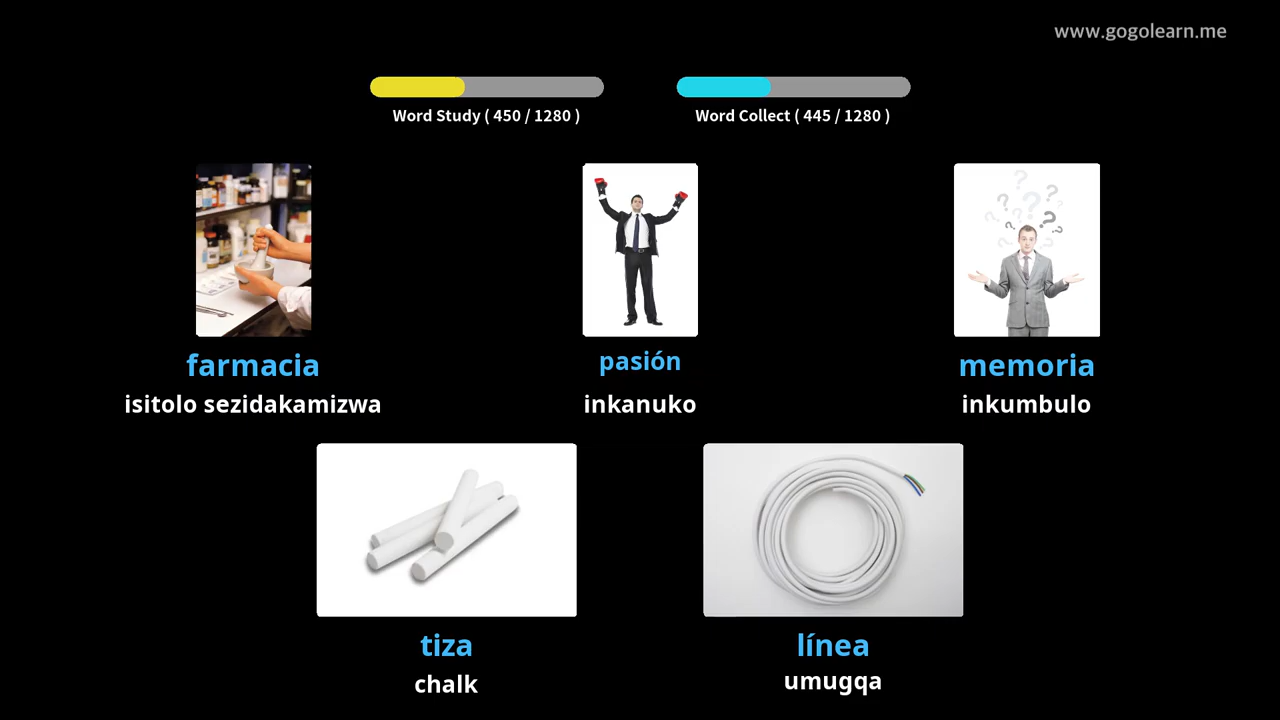 www.gogolearn.me
Word Study ( 450 / 1280 )
Word Collect ( 445 / 1280 )
farmacia
isitolo sezidakamizwa
pasión
inkanuko
memoria
inkumbulo
tiza
chalk
línea
umugqa